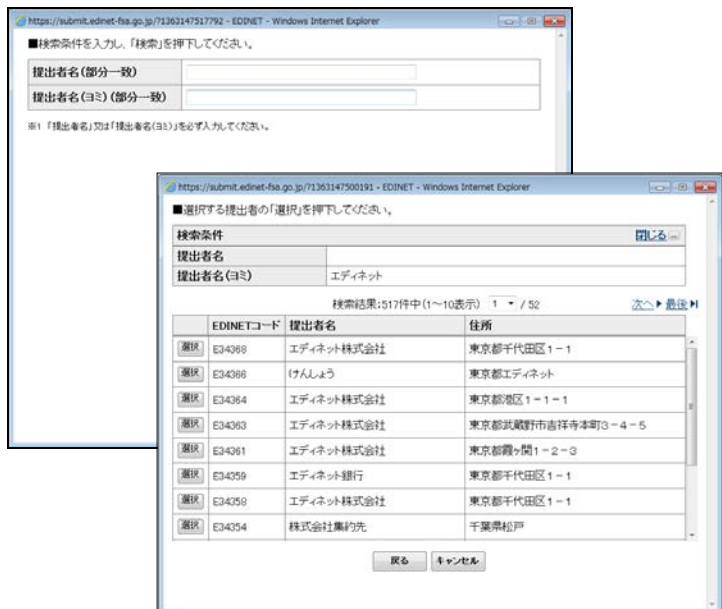 https://submit.edinet-fsa.go.jp/71363147517792 - EDINET - Windows Internet Explorer
■検索条件を入力し、「検索」を押下してください。
提出者名(部分一致)
提出者名(ヨミ)(部分一致)
※1 「提出者名」又は「提出者名(ヨミ)」を必ず入力してください。
https://submit.edinet-fsa.go.jp/71363147500191 - EDINET - Windows Internet Explorer
■選択する提出者の「選択」を押下してください。
検索条件 閉じる
提出者名
提出者名(ヨミ) エディネット
検索結果:517件中(1～10表示) 1 / 52 次へ 最後
EDINETコード 提出者名 住所
選択 E34368 エディネット株式会社 東京都千代田区1-1
選択 E34366 けんしょう 東京都エディネット
選択 E34364 エディネット株式会社 東京都港区1-1-1
選択 E34363 エディネット株式会社 東京都武蔵野市吉祥寺本町3-4-5
選択 E34361 エディネット株式会社 東京都霞ヶ関1-2-3
選択 E34359 エディネット銀行 東京都千代田区1-1
選択 E34358 エディネット株式会社 東京都千代田区1-1
選択 E34354 株式会社集約先 千葉県松戸
戻る キャンセル